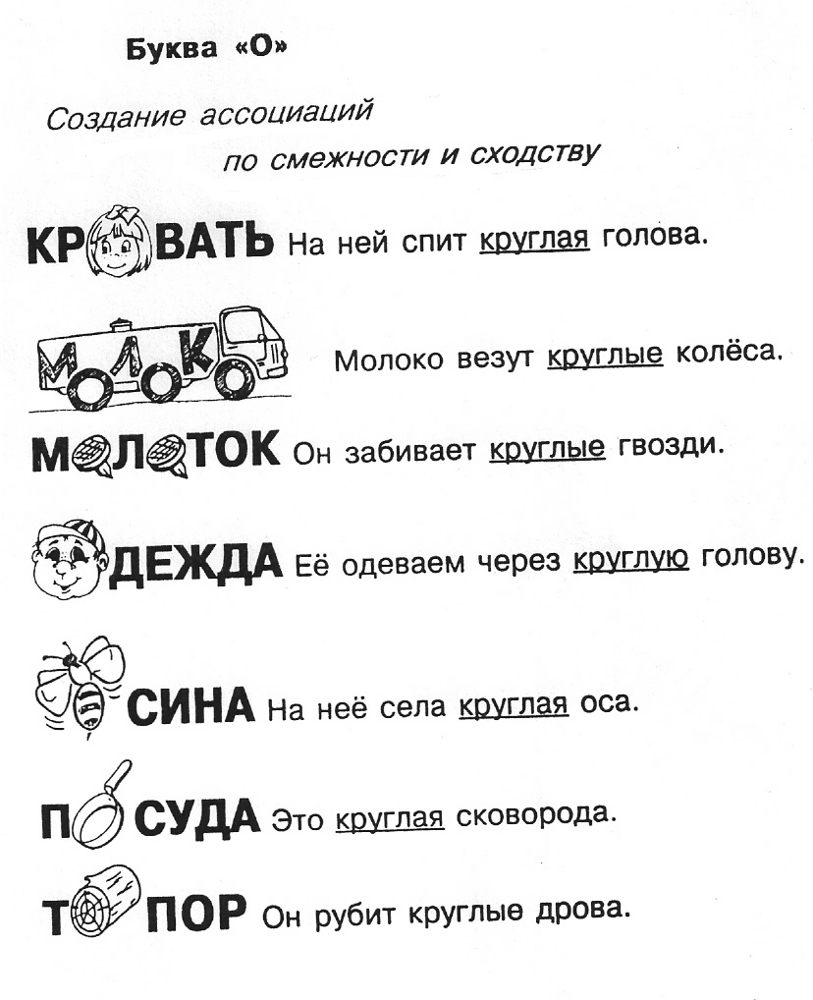 Буква «О»
Создание ассоциаций
по смежности и сходству
КР ВАТЬ На ней спит круглая голова.
МОЛОКО Молоко везут круглые колёса.
М Л ТОК Он забивает круглые гвозди.
ДЕЖДА Её одеваем через круглую голову.
СИНА На неё села круглая оса.
П СУДА Это круглая сковорода.
Т ПОР Он рубит круглые дрова.